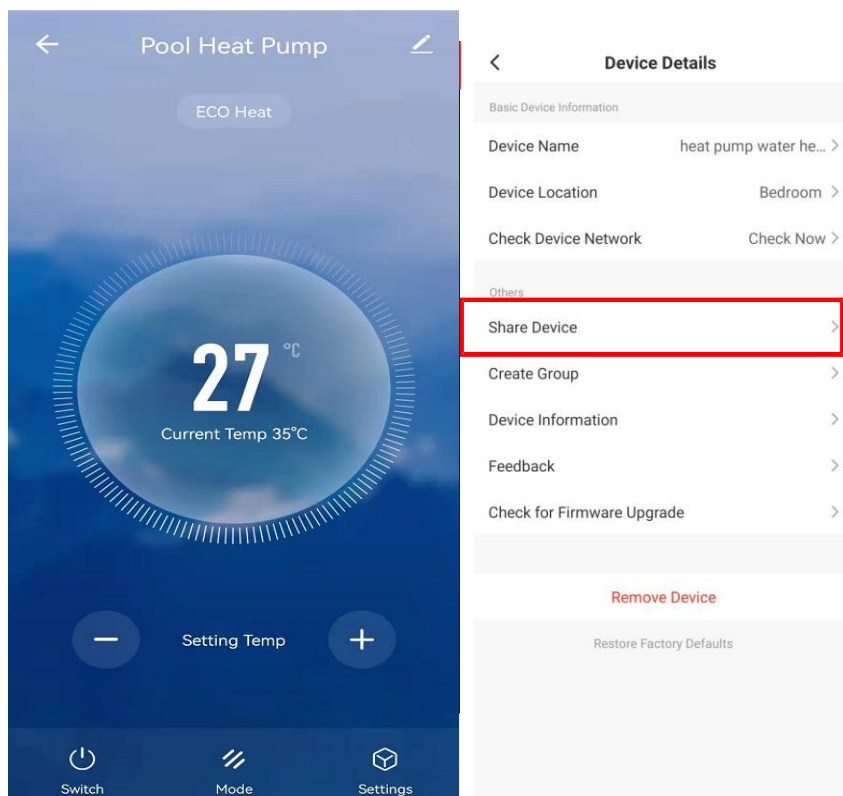 Pool Heat Pump
ECO Heat
27 °C
Current Temp 35°C
Setting Temp
Switch
Mode
Settings
Device Details
Basic Device Information
Device Name
heat pump water he...
Device Location
Bedroom
Check Device Network
Check Now
Others
Share Device
Create Group
Device Information
Feedback
Check for Firmware Upgrade
Remove Device
Restore Factory Defaults